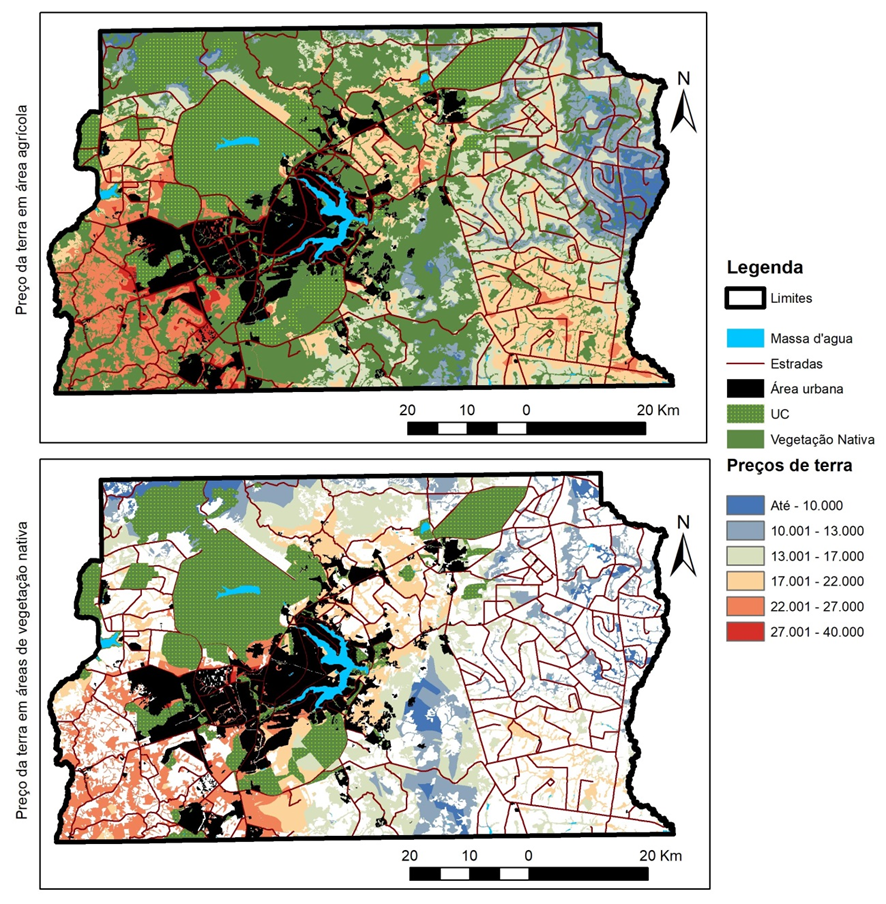 Preço da terra em área agrícola
N
20 10 0 20 Km
Preço da terra em áreas de vegetação nativa
N
20 10 0 20 Km
Legenda
Limites
Massa d'agua
Estradas
Área urbana
UC
Vegetação Nativa
Preços de terra
Até - 10.000
10.001 - 13.000
13.001 - 17.000
17.001 - 22.000
22.001 - 27.000
27.001 - 40.000